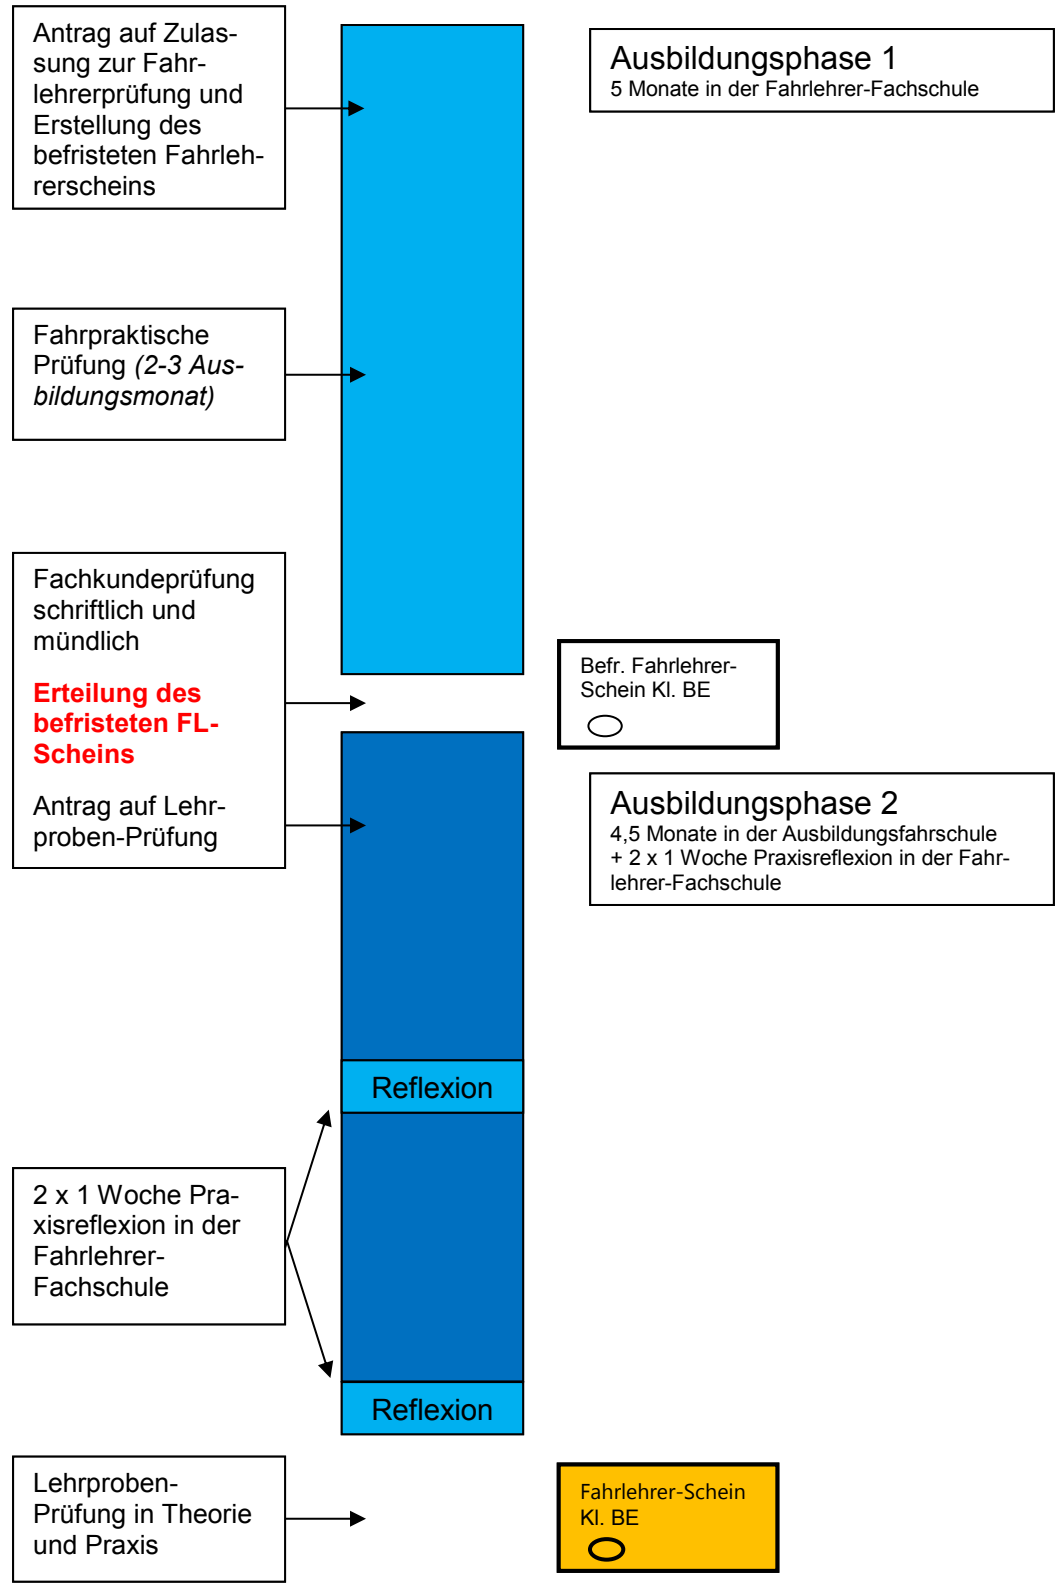 Antrag auf Zulas-
sung zur Fahr-
lehrerprüfung und
Erstellung des
befristeten Fahrleh-
rerscheins
Ausbildungsphase 1
5 Monate in der Fahrlehrer-Fachschule
Fahrpraktische
Prüfung (2-3 Aus-
bildungsmonat)
Fachkundeprüfung
schriftlich und
mündlich
Erteilung des
befristeten FL-
Scheins
Antrag auf Lehr-
proben-Prüfung
Befr. Fahrlehrer-
Schein Kl. BE
Ausbildungsphase 2
4,5 Monate in der Ausbildungsfahrschule
+ 2 x 1 Woche Praxisreflexion in der Fahr-
lehrer-Fachschule
Reflexion
2 x 1 Woche Pra-
xisreflexion in der
Fahrlehrer-
Fachschule
Reflexion
Lehrproben-
Prüfung in Theorie
und Praxis
Fahrlehrer-Schein
Kl. BE